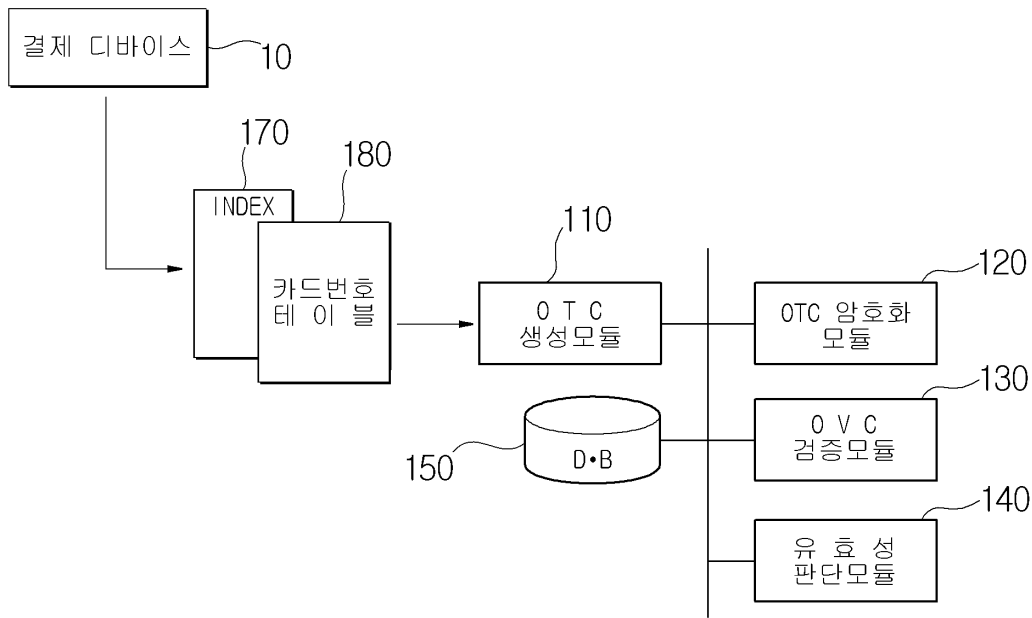 결제 디바이스
10
170
180
INDEX
카드번호
테 이 블
110
O T C
생성모듈
120
OTC 암호화
모듈
130
O V C
검증모듈
150
D•B
140
유 효 성
판단모듈